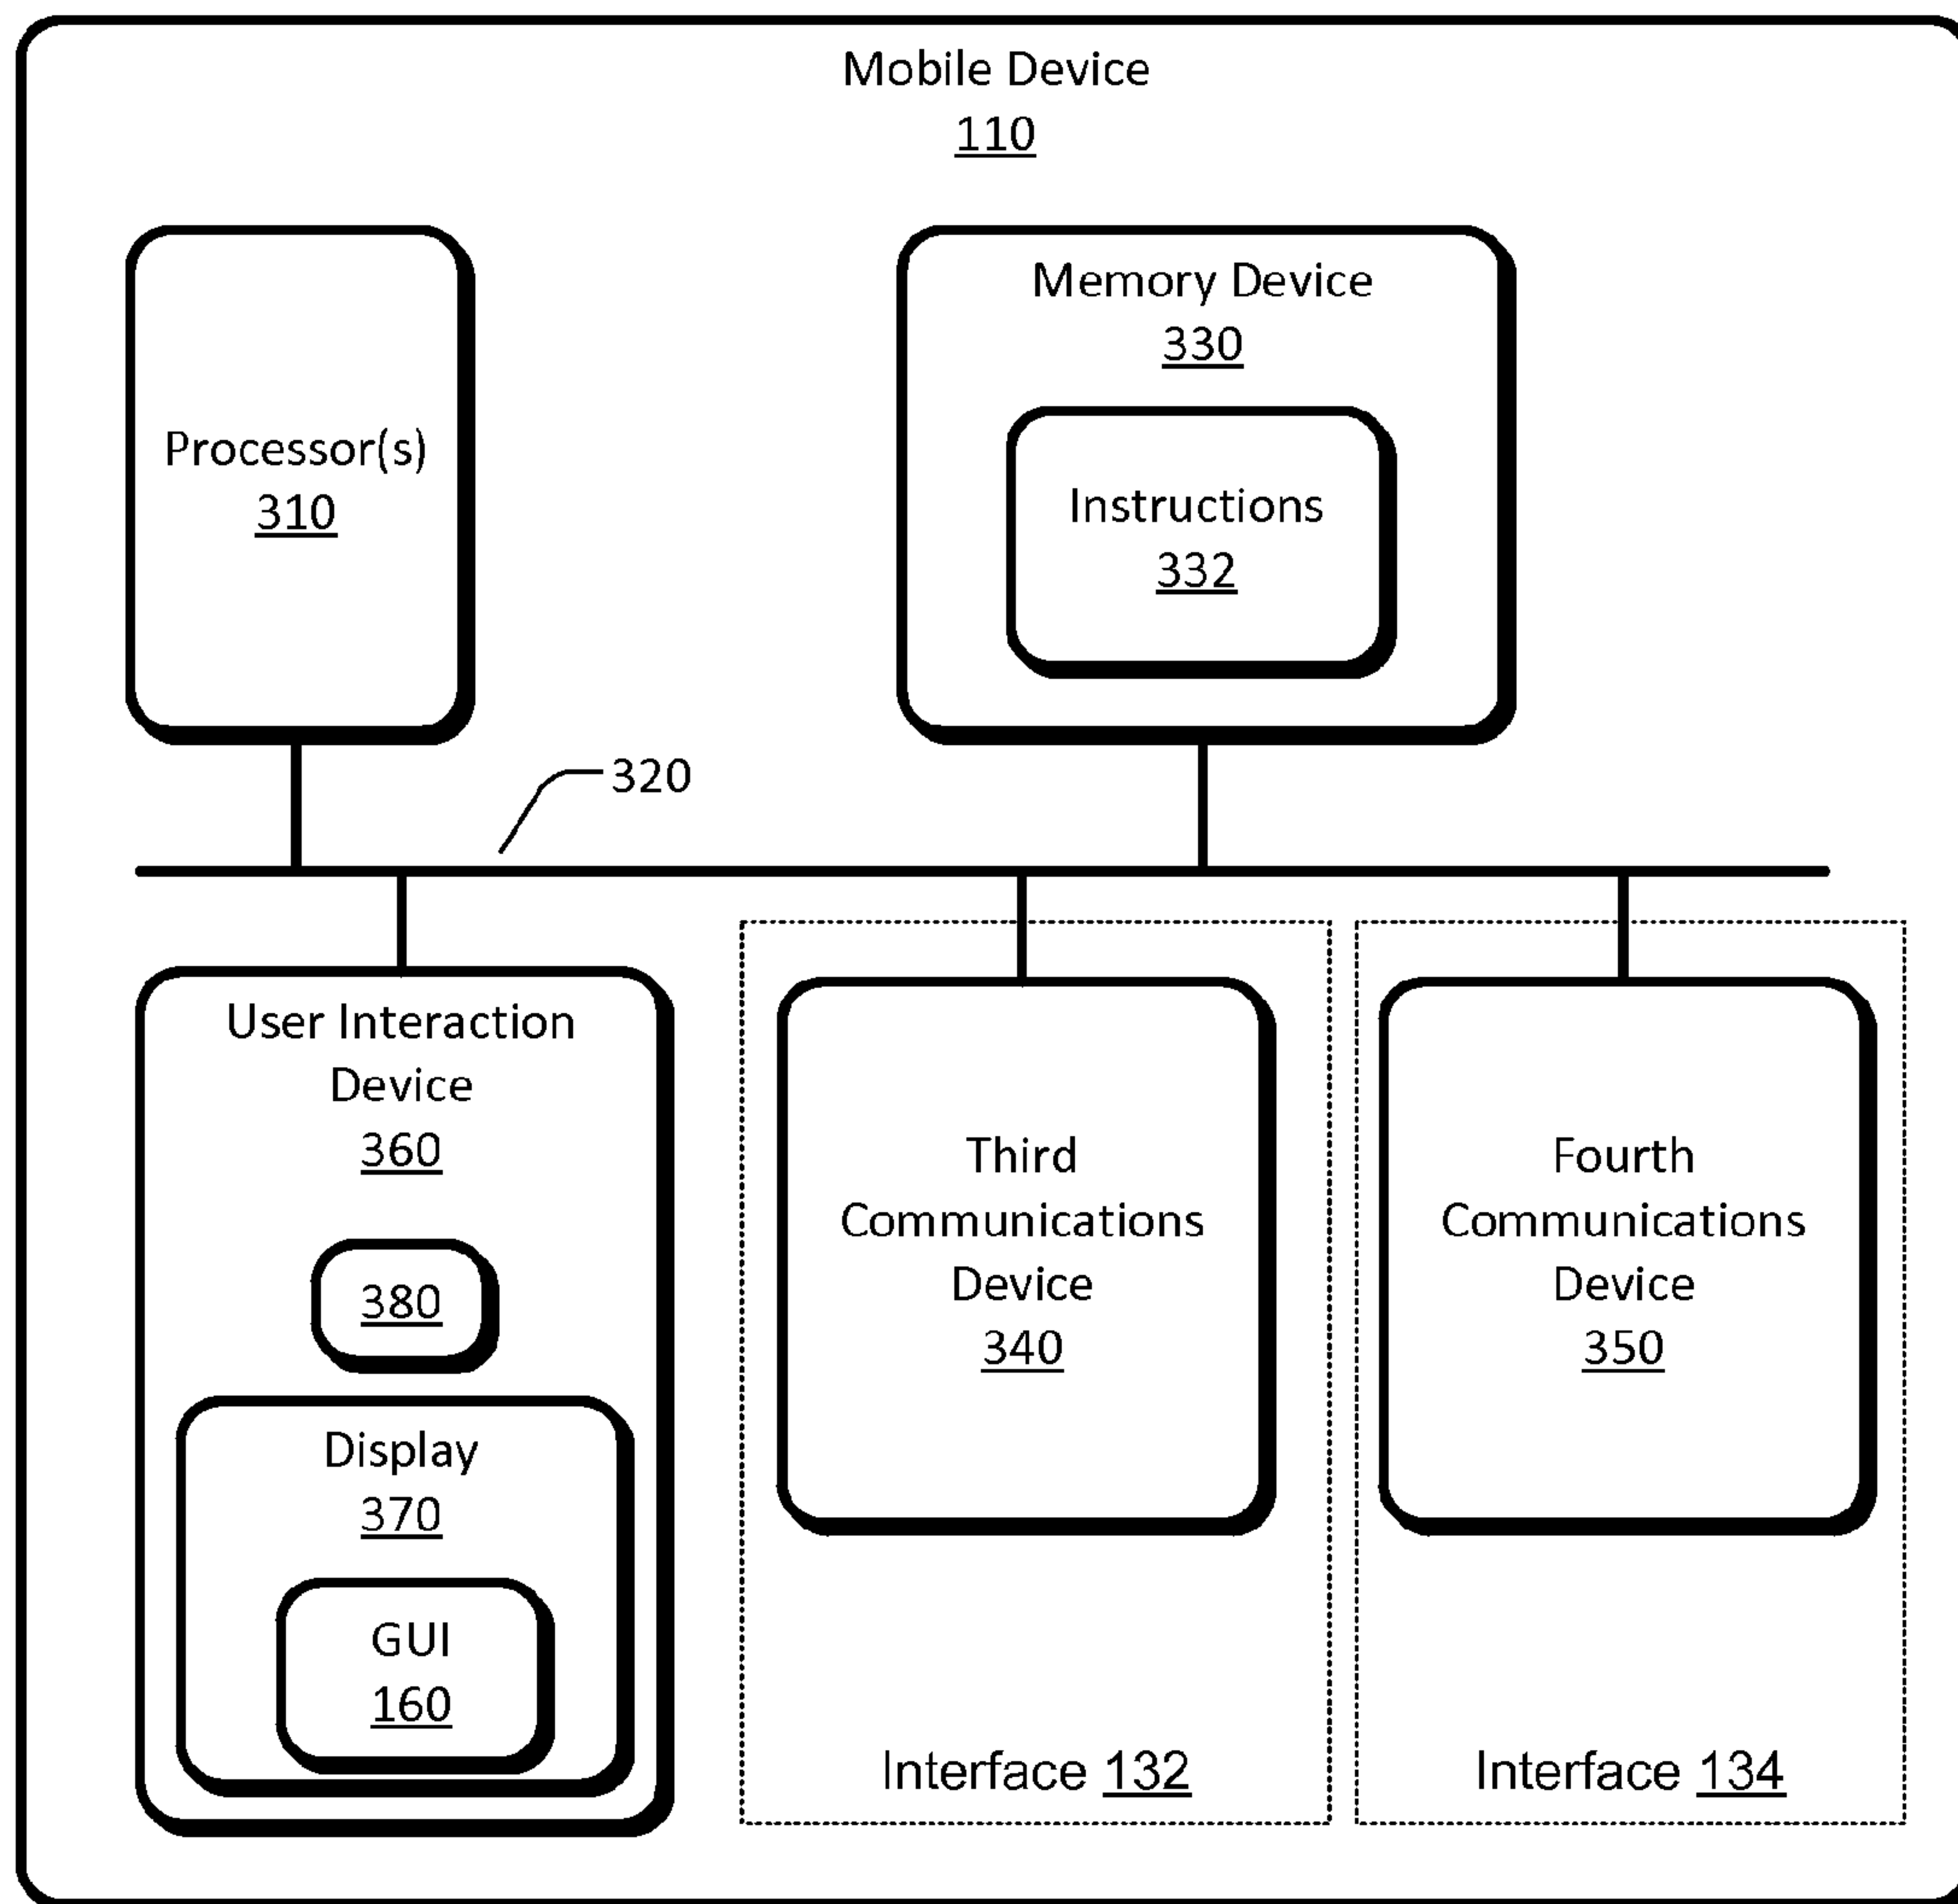 Mobile Device
110
Processor(s)
310
Memory Device
330
Instructions
332
320
User Interaction
Device
360
380
Display
370
GUI
160
Third
Communications
Device
340
Interface 132
Fourth
Communications
Device
350
Interface 134